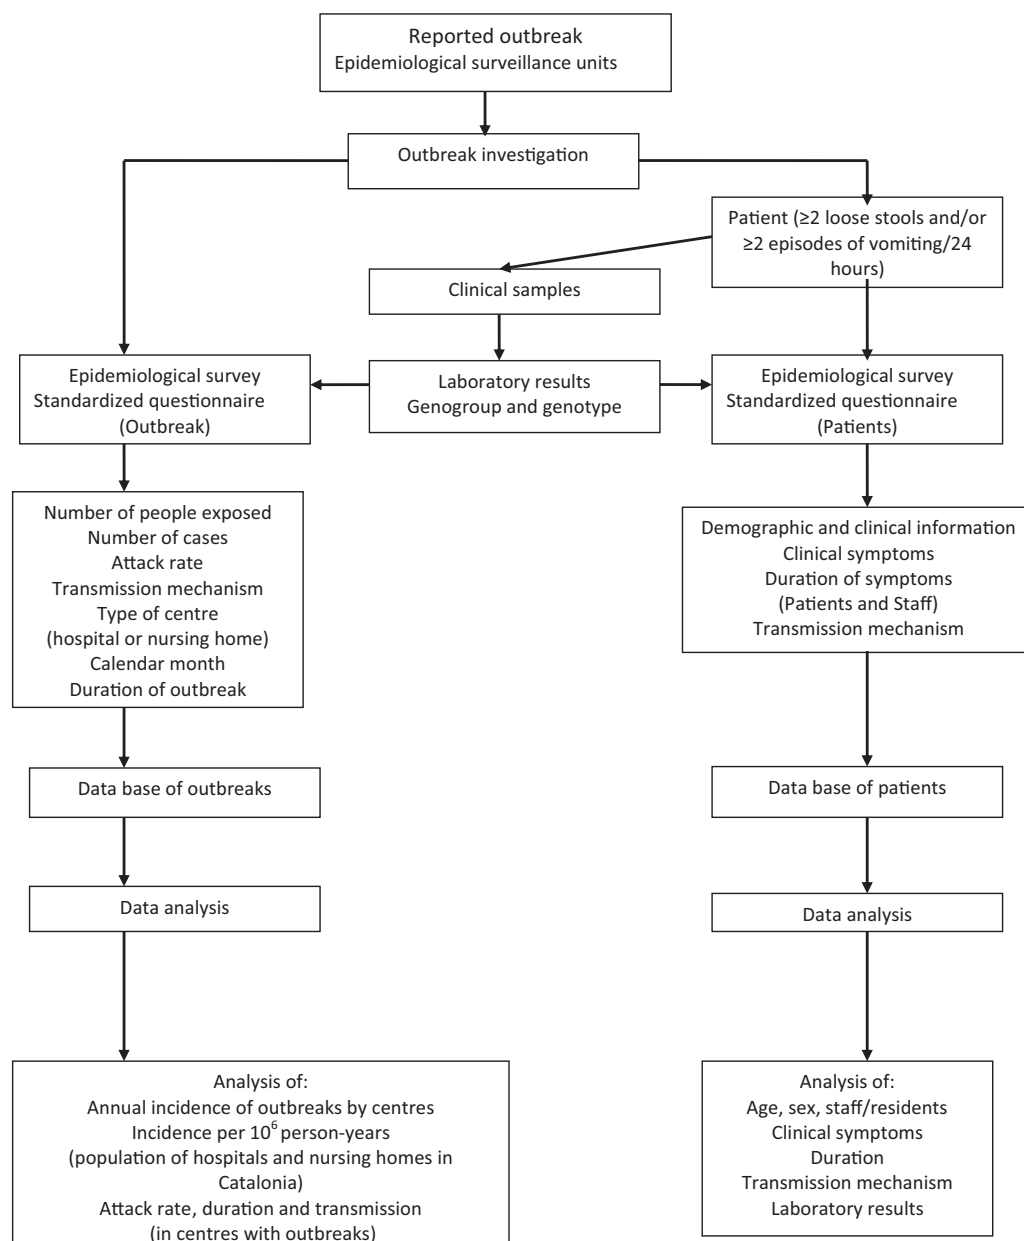 Reported outbreak
Epidemiological surveillance units
Outbreak investigation
Patient (≥2 loose stools and/or
≥2 episodes of vomiting/24
hours)
Clinical samples
Epidemiological survey
Standardized questionnaire
(Outbreak)
Laboratory results
Genogroup and genotype
Epidemiological survey
Standardized questionnaire
(Patients)
Number of people exposed
Number of cases
Attack rate
Transmission mechanism
Type of centre
(hospital or nursing home)
Calendar month
Duration of outbreak
Demographic and clinical information
Clinical symptoms
Duration of symptoms
(Patients and Staff)
Transmission mechanism
Data base of outbreaks
Data base of patients
Data analysis
Data analysis
Analysis of:
Annual incidence of outbreaks by centres
Incidence per 10⁶ person-years
(population of hospitals and nursing homes in
Catalonia)
Attack rate, duration and transmission
(in centres with outbreaks)
Analysis of:
Age, sex, staff/residents
Clinical symptoms
Duration
Transmission mechanism
Laboratory results